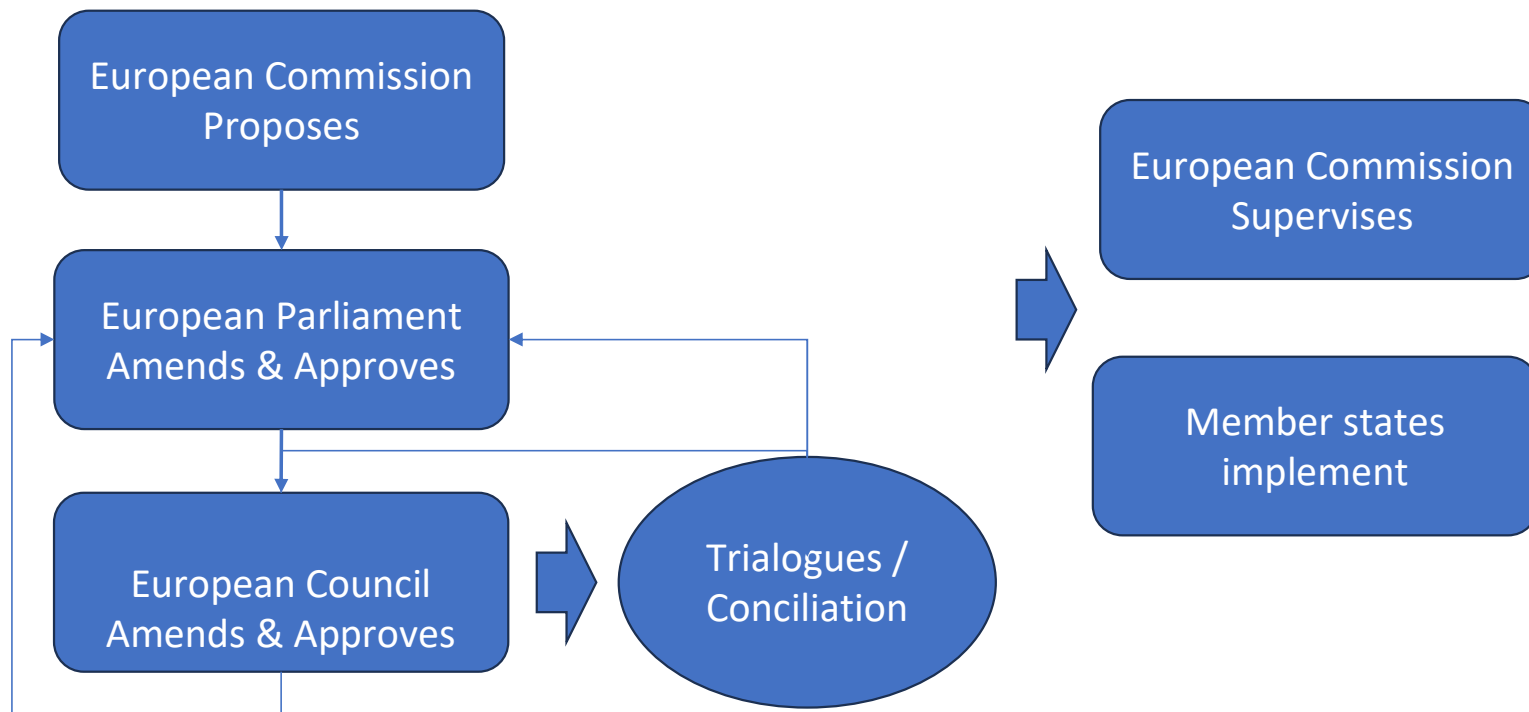 European Commission
Proposes
European Parliament
Amends & Approves
European Council
Amends & Approves
Trialogues /
Conciliation
European Commission
Supervises
Member states
implement